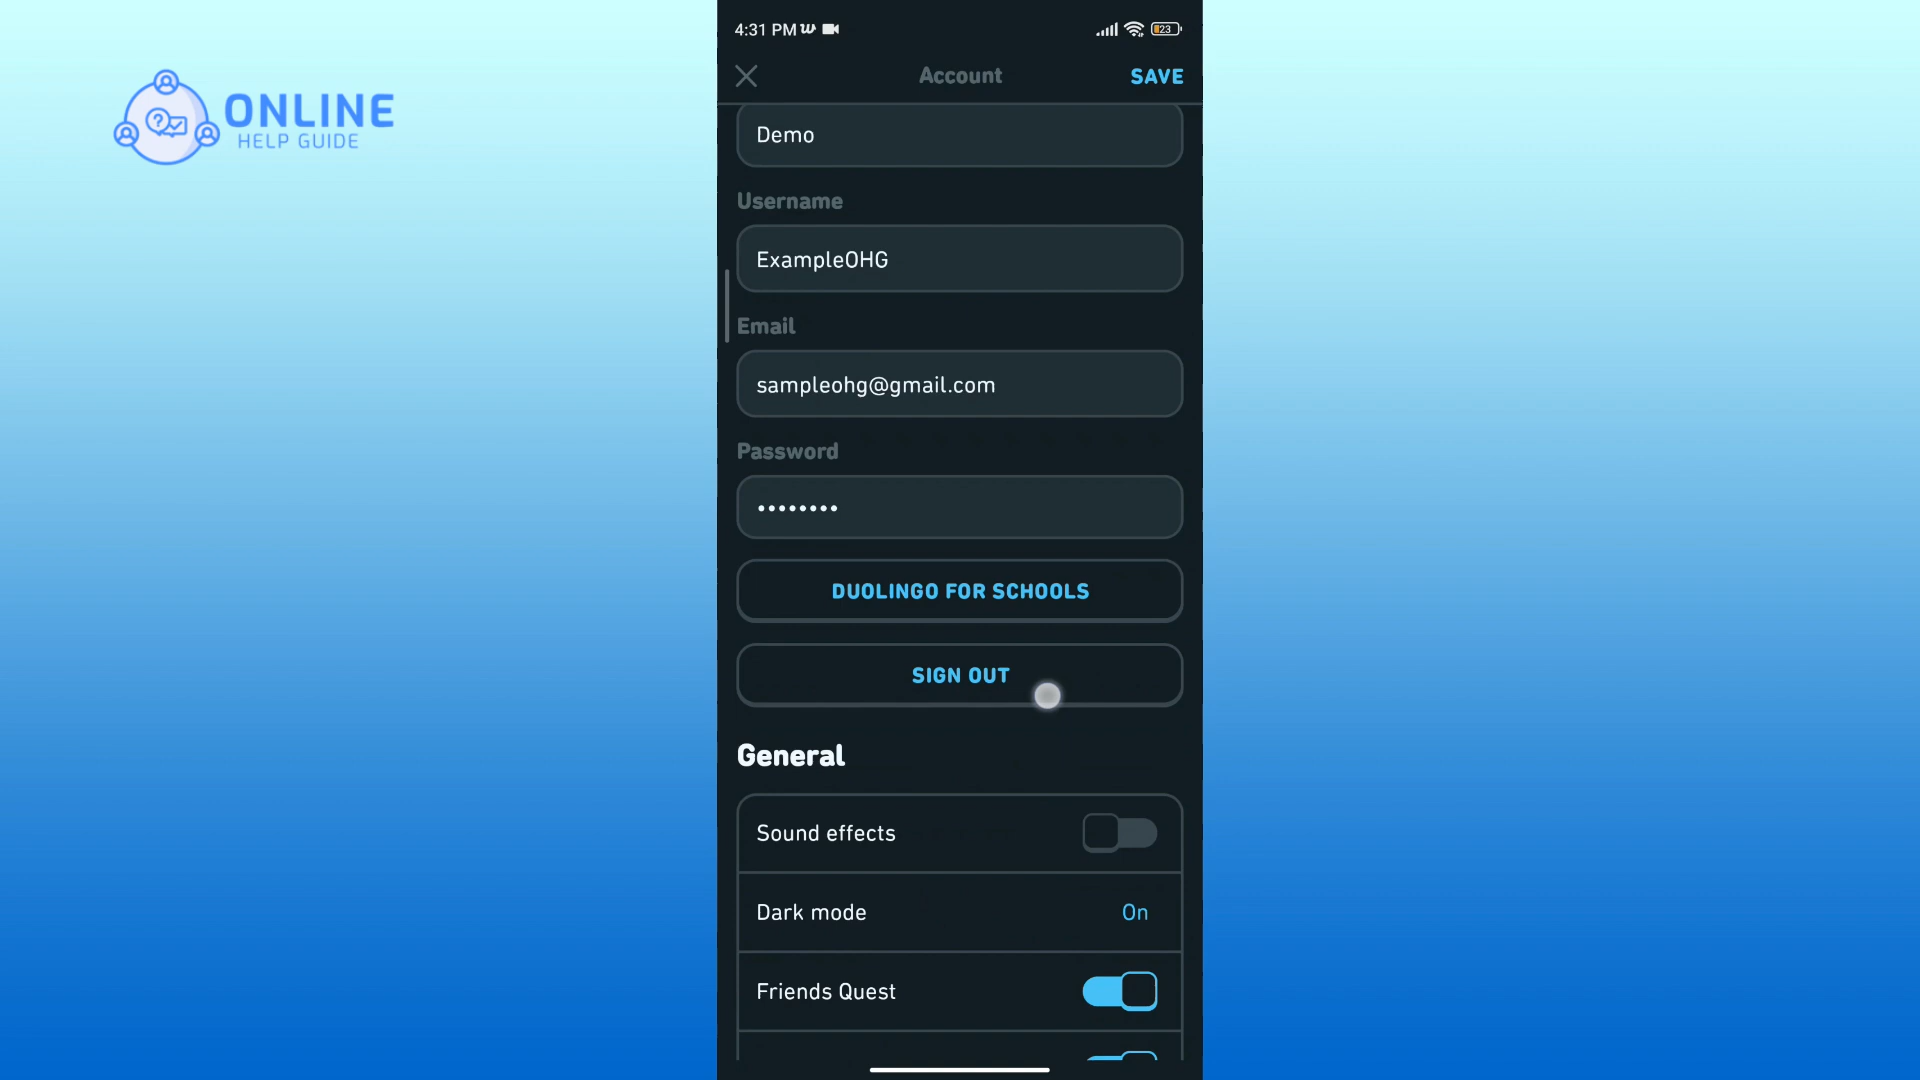 4:31 PM
23
ONLINE
HELP GUIDE
Account
SAVE
Demo
Username
ExampleOHG
Email
sampleohg@gmail.com
Password
••••••••
DUOLINGO FOR SCHOOLS
SIGN OUT
General
Sound effects
Dark mode On
Friends Quest